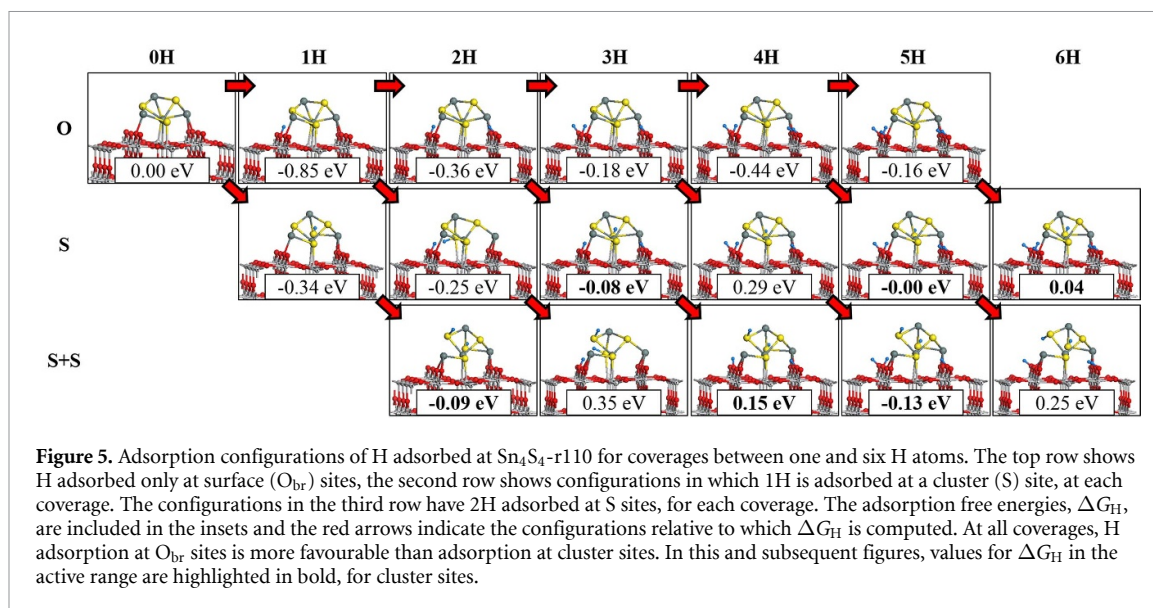 0H 1H 2H 3H 4H 5H 6H
O
0.00 eV -0.85 eV -0.36 eV -0.18 eV -0.44 eV -0.16 eV
S
-0.34 eV -0.25 eV -0.08 eV 0.29 eV -0.00 eV 0.04
S+S
-0.09 eV 0.35 eV 0.15 eV -0.13 eV 0.25 eV
Figure 5. Adsorption configurations of H adsorbed at Sn₄S₄-r110 for coverages between one and six H atoms. The top row shows
H adsorbed only at surface (O_br) sites, the second row shows configurations in which 1H is adsorbed at a cluster (S) site, at each
coverage. The configurations in the third row have 2H adsorbed at S sites, for each coverage. The adsorption free energies, ΔG_H,
are included in the insets and the red arrows indicate the configurations relative to which ΔG_H is computed. At all coverages, H
adsorption at O_br sites is more favourable than adsorption at cluster sites. In this and subsequent figures, values for ΔG_H in the
active range are highlighted in bold, for cluster sites.